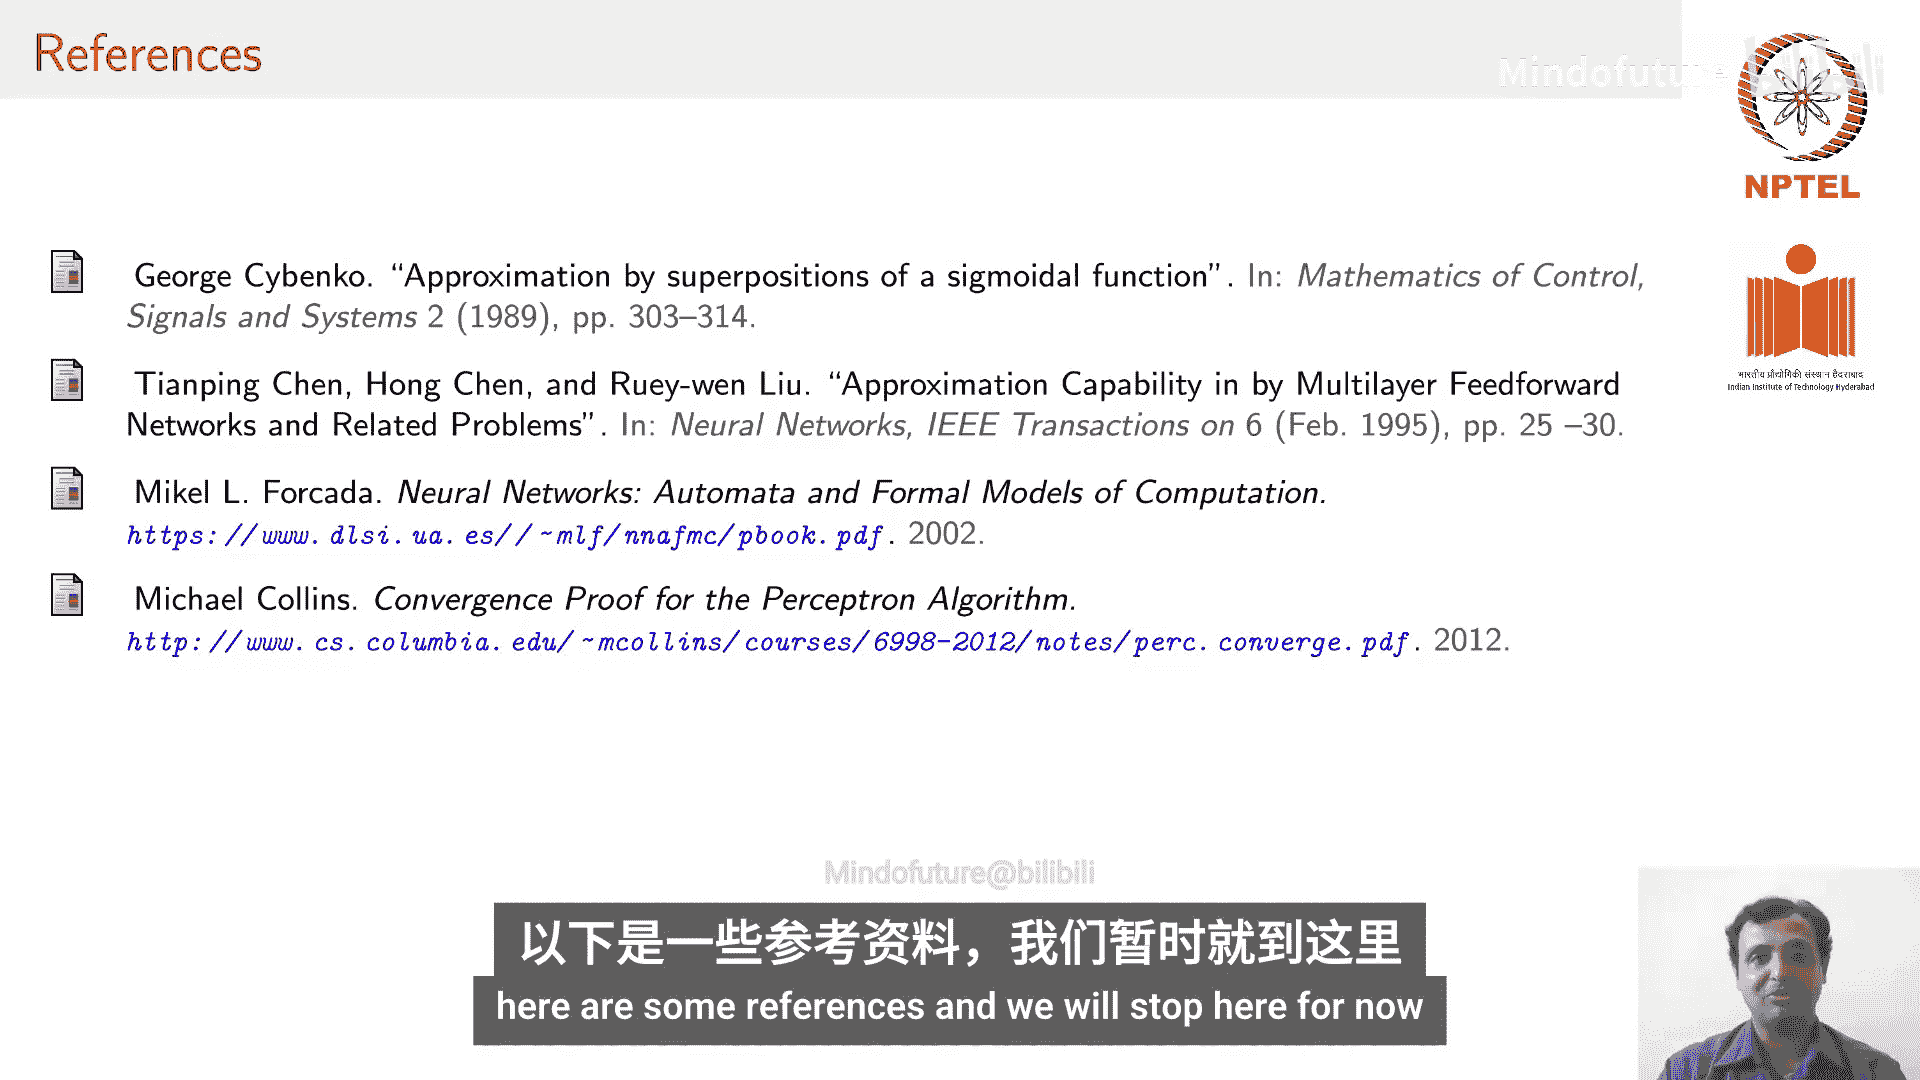 References
Mindofuture
NPTEL
George Cybenko. “Approximation by superpositions of a sigmoidal function”. In: Mathematics of Control,
Signals and Systems 2 (1989), pp. 303–314.
Tianping Chen, Hong Chen, and Ruey-wen Liu. “Approximation Capability in by Multilayer Feedforward
Networks and Related Problems”. In: Neural Networks, IEEE Transactions on 6 (Feb. 1995), pp. 25 –30.
Mikel L. Forcada. Neural Networks: Automata and Formal Models of Computation.
https://www.dlsi.ua.es//~mlf/nnafmc/pbook.pdf. 2002.
Michael Collins. Convergence Proof for the Perceptron Algorithm.
http://www.cs.columbia.edu/~mcollins/courses/6998-2012/notes/perc.converge.pdf. 2012.
भारतीय प्रौद्योगिकी संस्थान हैदराबाद
Indian Institute of Technology Hyderabad
Mindofuture@bilibili
以下是一些参考资料，我们暂时就到这里
here are some references and we will stop here for now